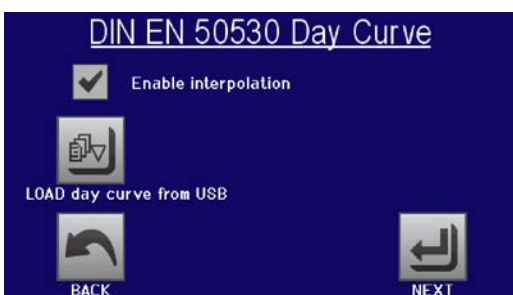 DIN EN 50530 Day Curve
Enable interpolation
LOAD day curve from USB
BACK
NEXT